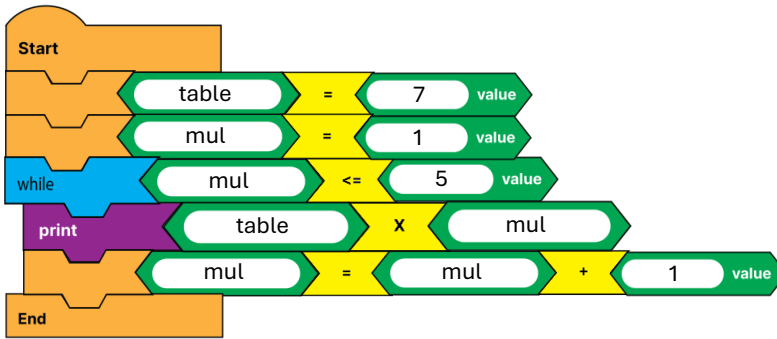 Start
table = 7 value
mul = 1 value
while mul <= 5 value
print table X mul
mul = mul + 1 value
End